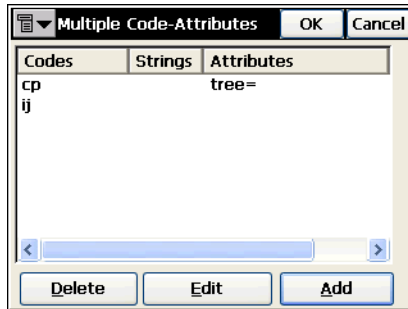 Multiple Code-Attributes OK Cancel
Codes Strings Attributes
cp tree=
ij
Delete Edit Add